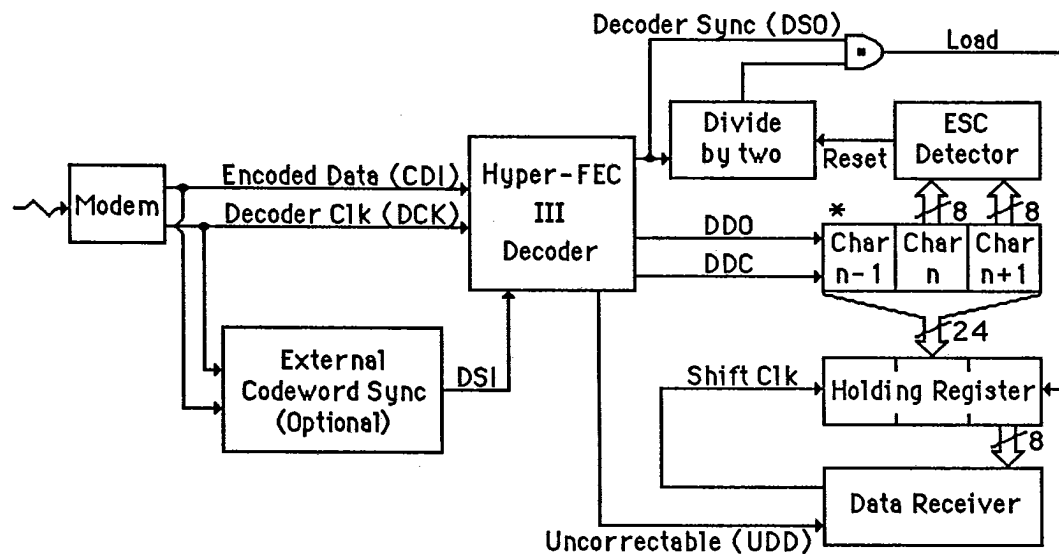 Decoder Sync (DSO)
Load
Divide
by two
Reset
ESC
Detector
Modem
Encoded Data (CDI)
Decoder Clk (DCK)
Hyper-FEC
III
Decoder
DDO
DDC
*
8
8
Char
n-1
Char
n
Char
n+1
24
External
Codeword Sync
(Optional)
DSI
Shift Clk
Holding Register
8
Data Receiver
Uncorrectable (UDD)